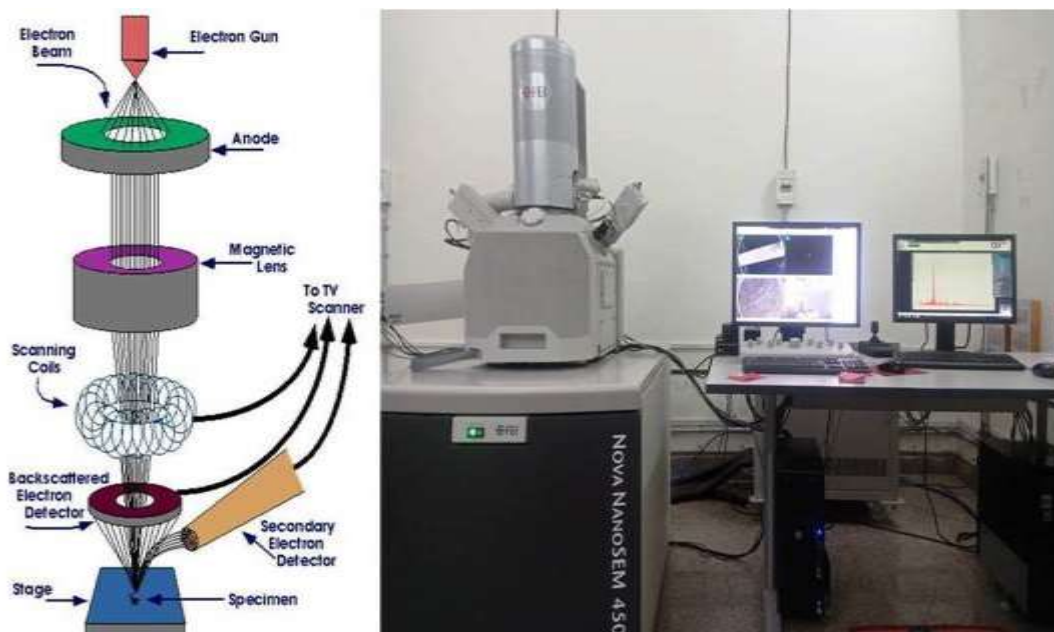 Electron
Beam
Electron Gun
Anode
Magnetic
Lens
To TV
Scanner
Scanning
Coils
Backscattered
Electron
Detector
Secondary
Electron
Detector
Stage
Specimen
FEI
NOVA NANOSEM 450